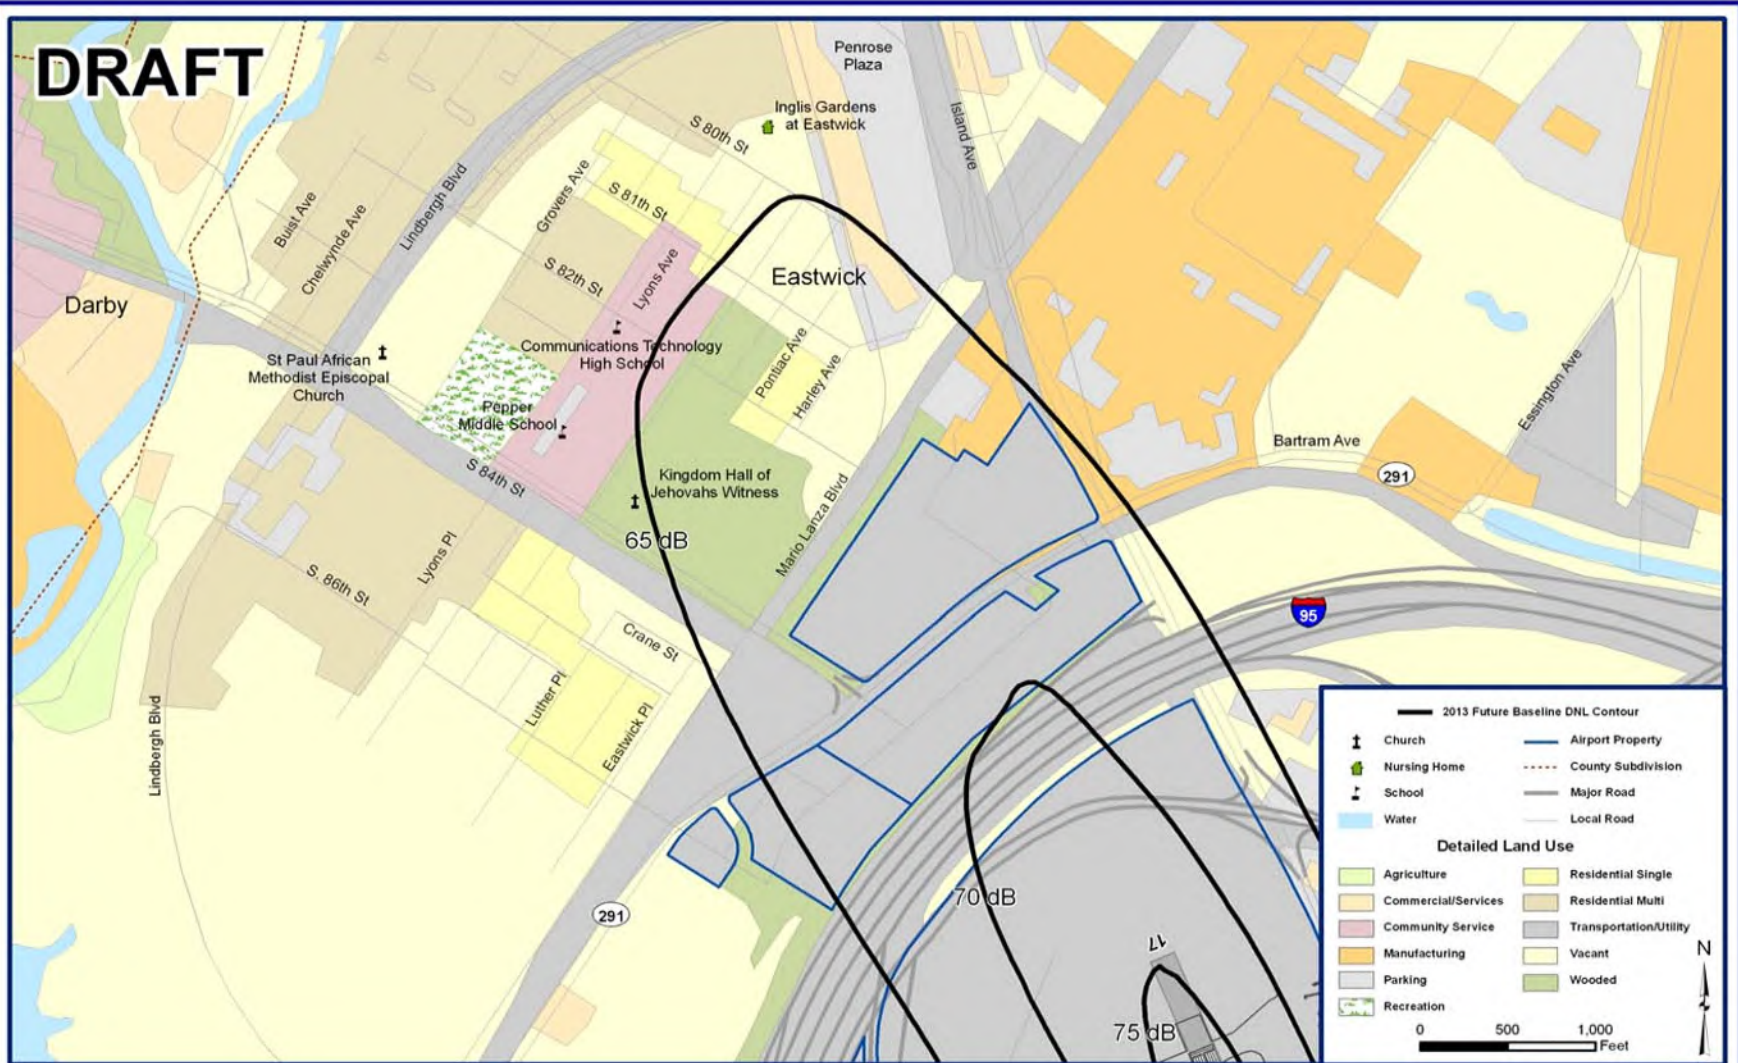 DRAFT
Penrose
Plaza
Inglis Gardens
at Eastwick
S 80th St
Island Ave
Grovers Ave
S 81th St
Buist Ave
Chelwynde Ave
Lindbergh Blvd
S 82th St
Lyons Ave
Eastwick
Darby
Communications Technology
High School
St Paul African
Methodist Episcopal
Church
Pontiac Ave
Harley Ave
Pepper
Middle School
Essington Ave
Bartram Ave
291
S 84th St
Kingdom Hall of
Jehovahs Witness
Mario Lanza Blvd
65 dB
Lyons Pl
S. 86th St
95
Crane St
Luther Pl
Eastwick Pl
Lindbergh Blvd
291
70 dB
17
75 dB
2013 Future Baseline DNL Contour
Church
Airport Property
Nursing Home
County Subdivision
School
Major Road
Water
Local Road
Detailed Land Use
Agriculture
Residential Single
Commercial/Services
Residential Multi
Community Service
Transportation/Utility
Manufacturing
Vacant
Parking
Wooded
Recreation
N
0 500 1,000
Feet